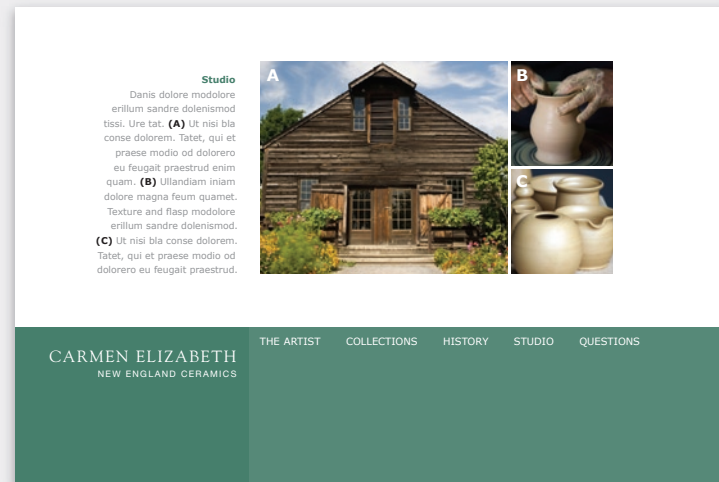 Studio
Danis dolore modolore
erillum sandre dolenismod
tissi. Ure tat. (A) Ut nisi bla
conse dolorem. Tatet, qui et
praese modio od dolorero
eu feugait praestrud enim
quam. (B) Ullandiam iniam
dolore magna feum quamet.
Texture and flasp modolore
erillum sandre dolenismod.
(C) Ut nisi bla conse dolorem.
Tatet, qui et praese modio od
dolorero eu feugait praestrud.
A
B
C
CARMEN ELIZABETH
NEW ENGLAND CERAMICS
THE ARTIST COLLECTIONS HISTORY STUDIO QUESTIONS